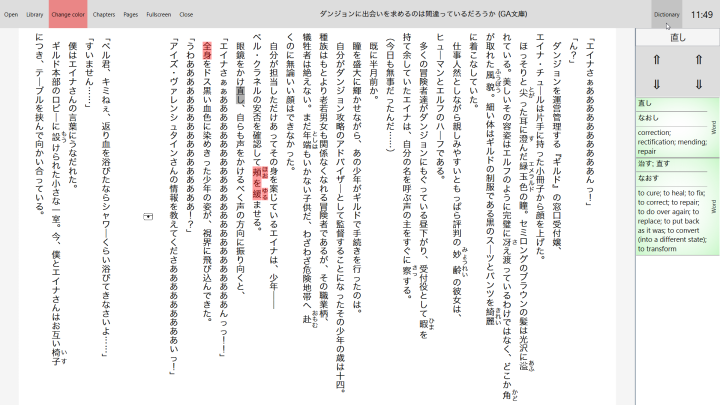 Open Library Change color Chapters Pages Fullscreen Close
ダンジョンに出会いを求めるのは間違っているだろうか (GA文庫)
Dictionary 11:49
「エイナさぁああああああああああああああああんっ！」
「ん？」
ダンジョンを運営管理する『ギルド』の窓口受付嬢、
エイナ・チュールは片手に持った小冊子から顔を上げた。
ほっそりと尖った耳に澄んだ緑玉色の瞳。セミロングのブラウンの髪は光沢に溢
れている。美しいその容姿はエルフのように完璧に冴え渡っているわけではなく、どこか角
が取れた風貌。細い体はギルドの制服である黒のスーツとパンツを綺麗
に着こなしていた。
仕事人然としながら親しみやすいともっぱら評判の妙齢の彼女は、
ヒューマンとエルフのハーフである。
多くの冒険者達がダンジョンにもぐっている昼下がり、受付役として暇を
持て余していたエイナは、自分の名を呼ぶ声の主をすぐに察する。
（今日も無事だったんだ……）
既に半月前か。
瞳を盛大に輝かせながら、あの少年がギルドで手続きを行ったのは。
自分がダンジョン攻略のアドバイザーとして監督することになったその少年の歳は十四。
種族はもとより老若男女も関係なくなれる冒険者であるが、その職業柄、
犠牲者は絶えない。まだ年端もいかない子供だ、わざわざ危険地帯へ赴
くのに無論いい顔はできなかった。
自分が担当しただけあってその身を案じているエイナは、少年──
ベル・クラネルの安否を確認して頬を緩ませる。
眼鏡をかけ直し、自らも声をかけるべく声の方向に振り向くと、
「エイナさぁああああああああああああああんっっ！！」
全身をドス黒い血色に染めきった少年の姿が、視界に飛び込んできた。
「うわああああああああああああああああ！？」
「アイズ・ヴァレンシュタインさんの情報を教えてくださああああああああああいっ！」
「ベル君、キミねぇ、返り血を浴びたならシャワーくらい浴びてきなさいよ……」
「すいません……」
僕はエイナさんの言葉にうなだれた。
ギルド本部のロビーに設けられた小さな一室。今、僕とエイナさんはお互い椅子
につき、テーブルを挟んで向かい合っている。
直し
⇑ ⇑
⇓ ⇓
直し
なおし
correction;
rectification; mending;
repair
Word
治す; 直す
なおす
to cure; to heal; to fix;
to correct; to repair;
to do over again; to
replace; to put back
as it was; to convert
(into a different state);
to transform
Word